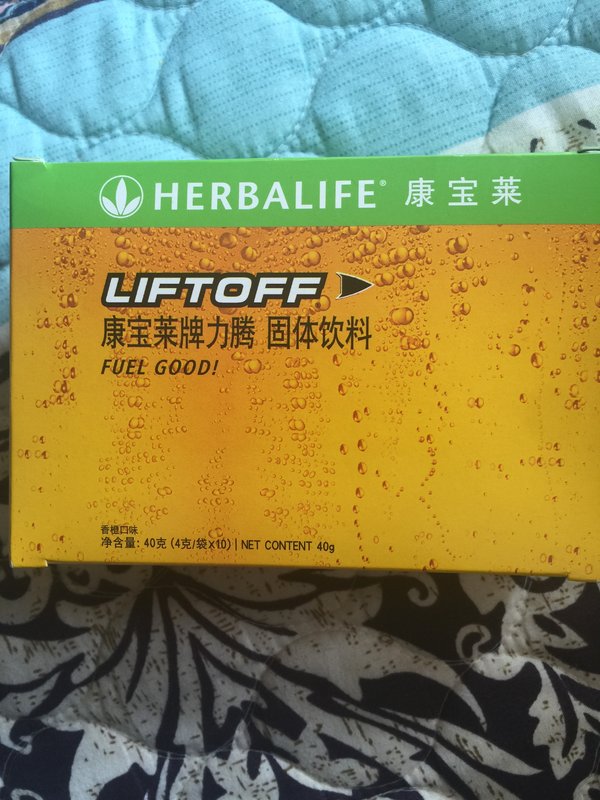 HERBALIFE® 康宝莱
LIFTOFF®
康宝莱牌力腾 固体饮料
FUEL GOOD!
香橙口味
净含量: 40克 (4克/袋x10) | NET CONTENT 40g